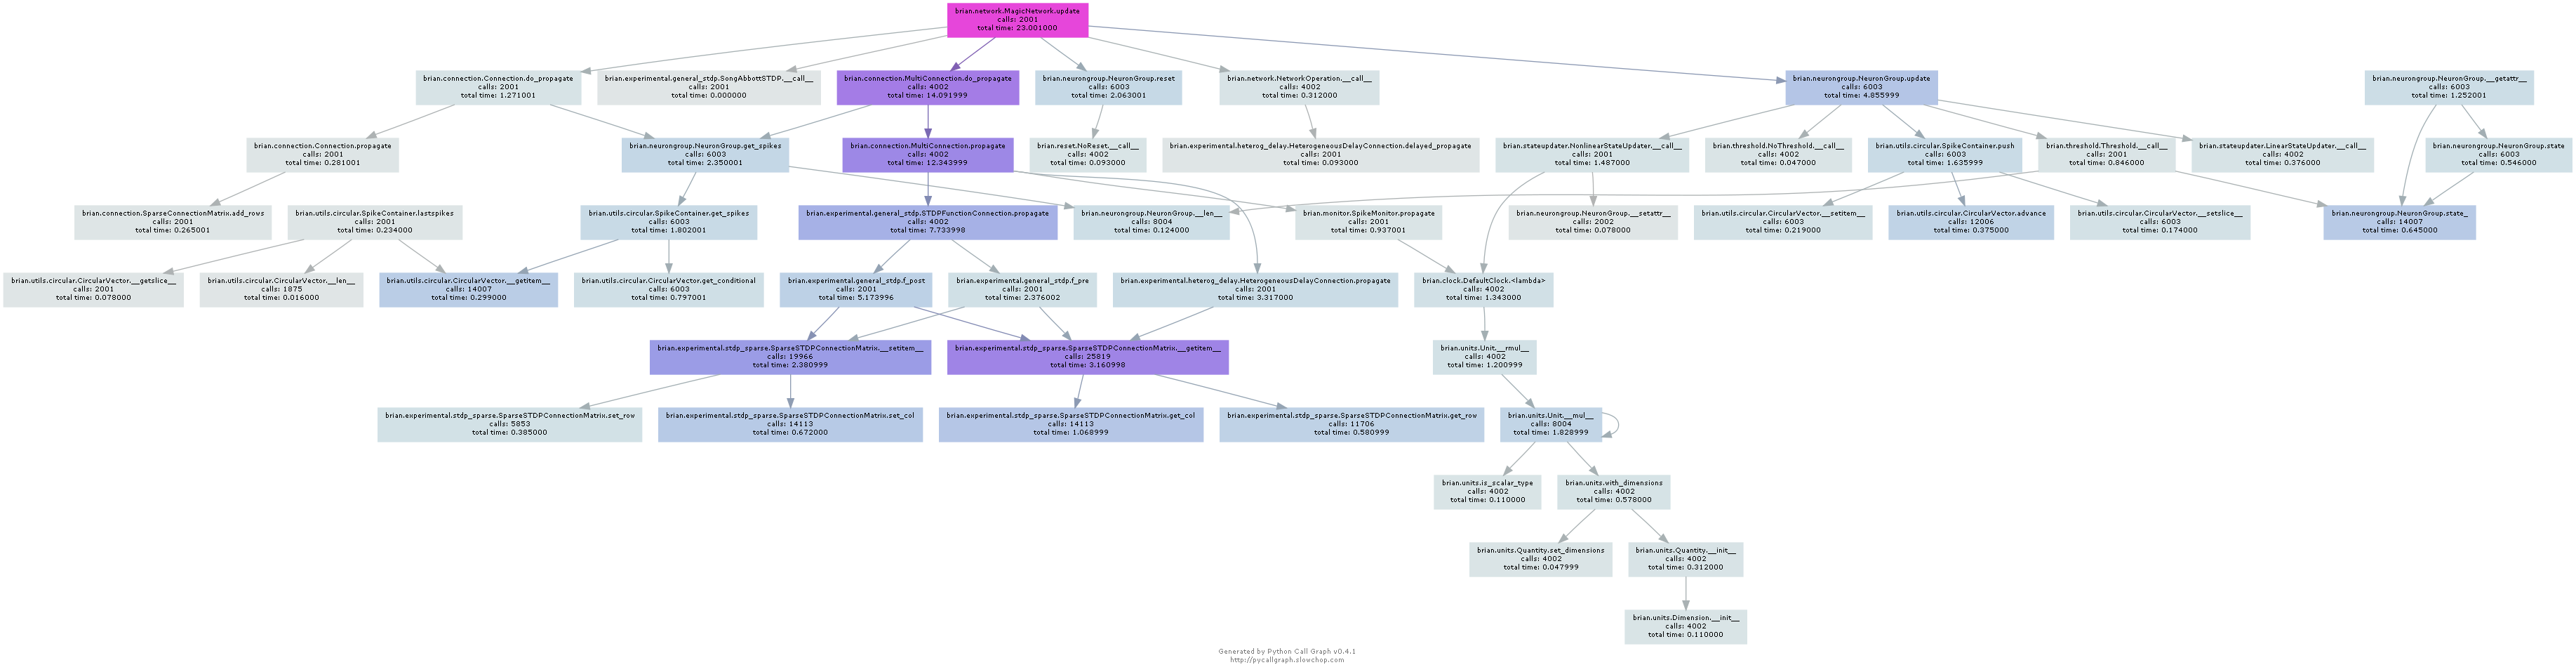 brian.network.MagicNetwork.update
calls: 2001
total time: 23.001000
brian.connection.Connection.do_propagate
calls: 2001
total time: 1.271001
brian.experimental.general_stdp.SongAbbottSTDP.__call__
calls: 2001
total time: 0.000000
brian.connection.MultiConnection.do_propagate
calls: 4002
total time: 14.091999
brian.neurongroup.NeuronGroup.reset
calls: 6003
total time: 2.063001
brian.network.NetworkOperation.__call__
calls: 4002
total time: 0.312000
brian.neurongroup.NeuronGroup.update
calls: 6003
total time: 4.855999
brian.neurongroup.NeuronGroup.__getattr__
calls: 6003
total time: 1.252001
brian.connection.Connection.propagate
calls: 2001
total time: 0.281001
brian.neurongroup.NeuronGroup.get_spikes
calls: 6003
total time: 2.350001
brian.connection.MultiConnection.propagate
calls: 4002
total time: 12.343999
brian.reset.NoReset.__call__
calls: 4002
total time: 0.093000
brian.experimental.heterog_delay.HeterogeneousDelayConnection.delayed_propagate
calls: 2001
total time: 0.093000
brian.stateupdater.NonlinearStateUpdater.__call__
calls: 2001
total time: 1.487000
brian.threshold.NoThreshold.__call__
calls: 4002
total time: 0.047000
brian.utils.circular.SpikeContainer.push
calls: 6003
total time: 1.635999
brian.threshold.Threshold.__call__
calls: 2001
total time: 0.846000
brian.stateupdater.LinearStateUpdater.__call__
calls: 4002
total time: 0.376000
brian.neurongroup.NeuronGroup.state
calls: 6003
total time: 0.546000
brian.connection.SparseConnectionMatrix.add_rows
calls: 2001
total time: 0.265001
brian.utils.circular.SpikeContainer.lastspikes
calls: 2001
total time: 0.234000
brian.utils.circular.SpikeContainer.get_spikes
calls: 6003
total time: 1.802001
brian.experimental.general_stdp.STDPFunctionConnection.propagate
calls: 4002
total time: 7.733998
brian.neurongroup.NeuronGroup.__len__
calls: 8004
total time: 0.124000
brian.monitor.SpikeMonitor.propagate
calls: 2001
total time: 0.937001
brian.neurongroup.NeuronGroup.__setattr__
calls: 2002
total time: 0.078000
brian.utils.circular.CircularVector.__setitem__
calls: 6003
total time: 0.219000
brian.utils.circular.CircularVector.advance
calls: 12006
total time: 0.375000
brian.utils.circular.CircularVector.__setslice__
calls: 6003
total time: 0.174000
brian.neurongroup.NeuronGroup.state_
calls: 14007
total time: 0.645000
brian.utils.circular.CircularVector.__getslice__
calls: 2001
total time: 0.078000
brian.utils.circular.CircularVector.__len__
calls: 1875
total time: 0.016000
brian.utils.circular.CircularVector.__getitem__
calls: 14007
total time: 0.299000
brian.utils.circular.CircularVector.get_conditional
calls: 6003
total time: 0.797001
brian.experimental.general_stdp.f_post
calls: 2001
total time: 5.173996
brian.experimental.general_stdp.f_pre
calls: 2001
total time: 2.376002
brian.experimental.heterog_delay.HeterogeneousDelayConnection.propagate
calls: 2001
total time: 3.317000
brian.clock.DefaultClock.&lt;lambda&gt;
calls: 4002
total time: 1.343000
brian.experimental.stdp_sparse.SparseSTDPConnectionMatrix.__setitem__
calls: 19966
total time: 2.380999
brian.experimental.stdp_sparse.SparseSTDPConnectionMatrix.__getitem__
calls: 25819
total time: 3.160998
brian.units.Unit.__rmul__
calls: 4002
total time: 1.200999
brian.experimental.stdp_sparse.SparseSTDPConnectionMatrix.set_row
calls: 5853
total time: 0.385000
brian.experimental.stdp_sparse.SparseSTDPConnectionMatrix.set_col
calls: 14113
total time: 0.672000
brian.experimental.stdp_sparse.SparseSTDPConnectionMatrix.get_col
calls: 14113
total time: 1.068999
brian.experimental.stdp_sparse.SparseSTDPConnectionMatrix.get_row
calls: 11706
total time: 0.580999
brian.units.Unit.__mul__
calls: 8004
total time: 1.828999
brian.units.is_scalar_type
calls: 4002
total time: 0.110000
brian.units.with_dimensions
calls: 4002
total time: 0.578000
brian.units.Quantity.set_dimensions
calls: 4002
total time: 0.047999
brian.units.Quantity.__init__
calls: 4002
total time: 0.312000
brian.units.Dimension.__init__
calls: 4002
total time: 0.110000
Generated by Python Call Graph v0.4.1
http://pycallgraph.slowchop.com